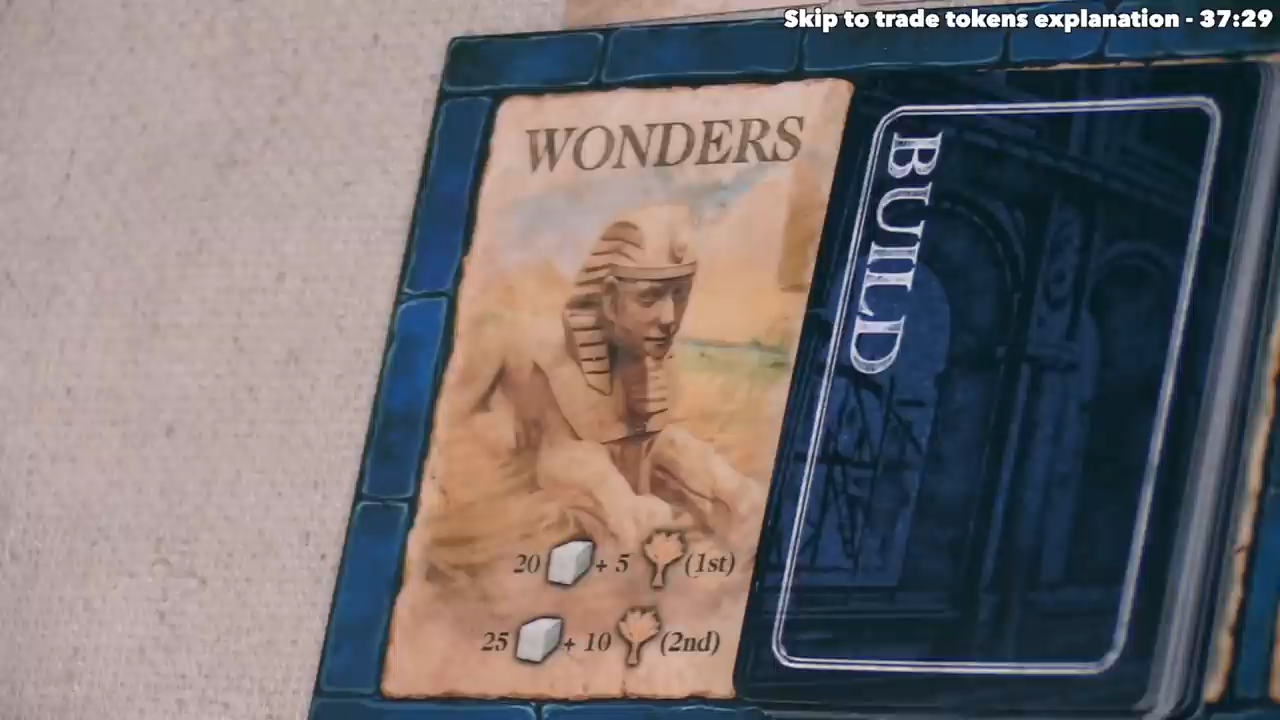 Skip to trade tokens explanation - 37:29
WONDERS
BUILD
20 + 5 (1st)
25 + 10 (2nd)